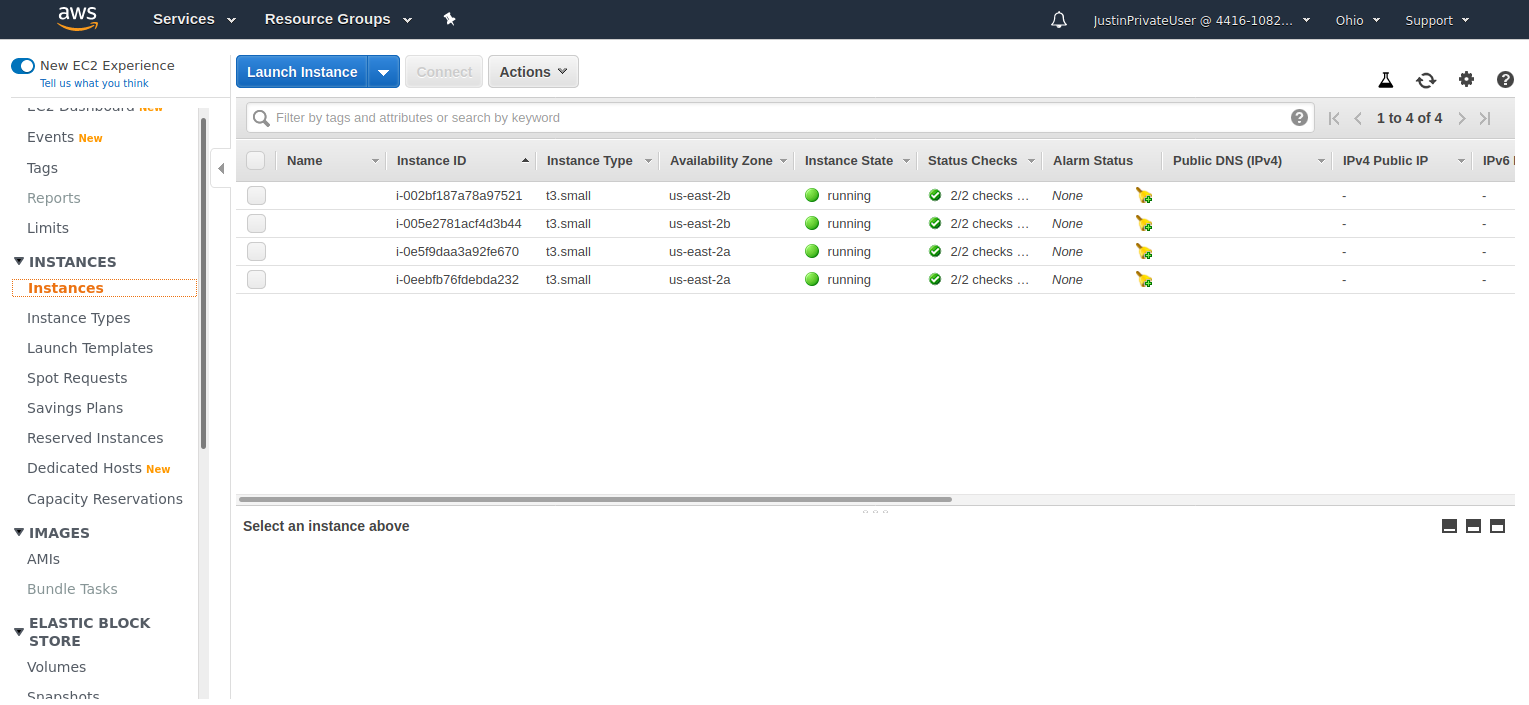 aws Services Resource Groups JustinPrivateUser @ 4416-1082... Ohio Support
New EC2 Experience
Tell us what you think
EC2 Dashboard New
Events New
Tags
Reports
Limits
INSTANCES
Instances
Instance Types
Launch Templates
Spot Requests
Savings Plans
Reserved Instances
Dedicated Hosts New
Capacity Reservations
IMAGES
AMIs
Bundle Tasks
ELASTIC BLOCK
STORE
Volumes
Snapshots
Launch Instance Connect Actions
Filter by tags and attributes or search by keyword ? 1 to 4 of 4
Name Instance ID Instance Type Availability Zone Instance State Status Checks Alarm Status Public DNS (IPv4) IPv4 Public IP IPv6
i-002bf187a78a97521 t3.small us-east-2b running 2/2 checks ... None - -
i-005e2781acf4d3b44 t3.small us-east-2b running 2/2 checks ... None - -
i-0e5f9daa3a92fe670 t3.small us-east-2a running 2/2 checks ... None - -
i-0eebfb76fdebda232 t3.small us-east-2a running 2/2 checks ... None - -
Select an instance above